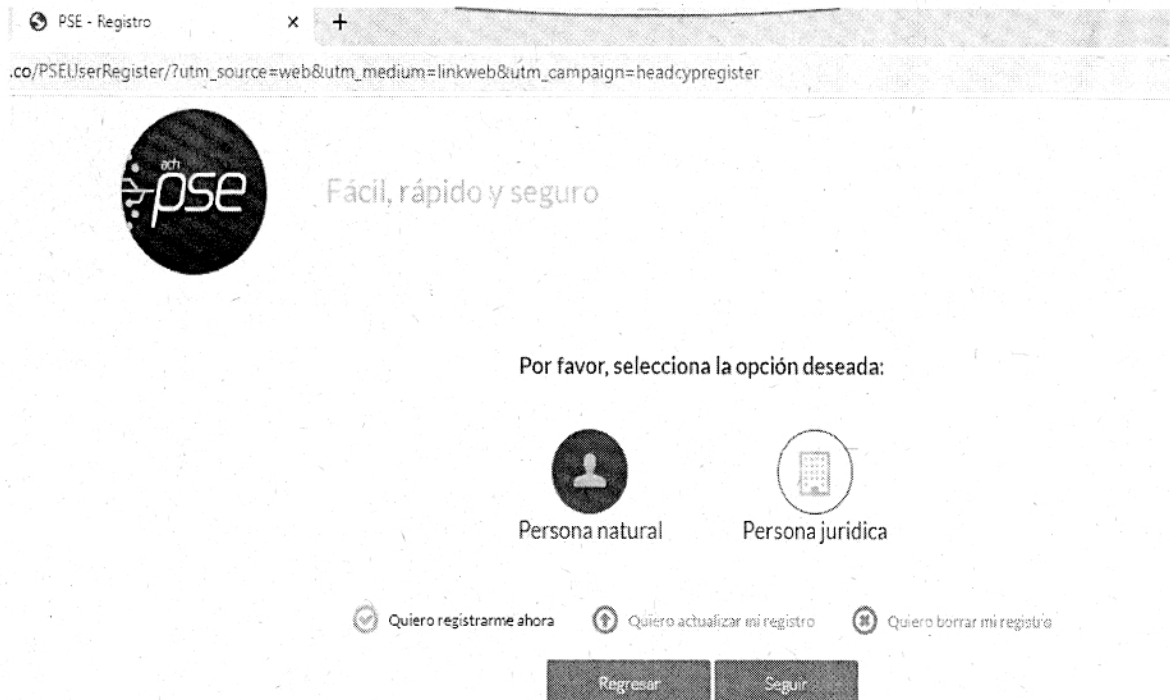 PSE - Registro
.co/PSEUserRegister/?utm_source=web&utm_medium=linkweb&utm_campaign=headcypregister
ach
pse
Fácil, rápido y seguro
Por favor, selecciona la opción deseada:
Persona natural Persona juridica
Quiero registrarme ahora Quiero actualizar mi registro Quiero borrar mi registro
Regresar Seguir